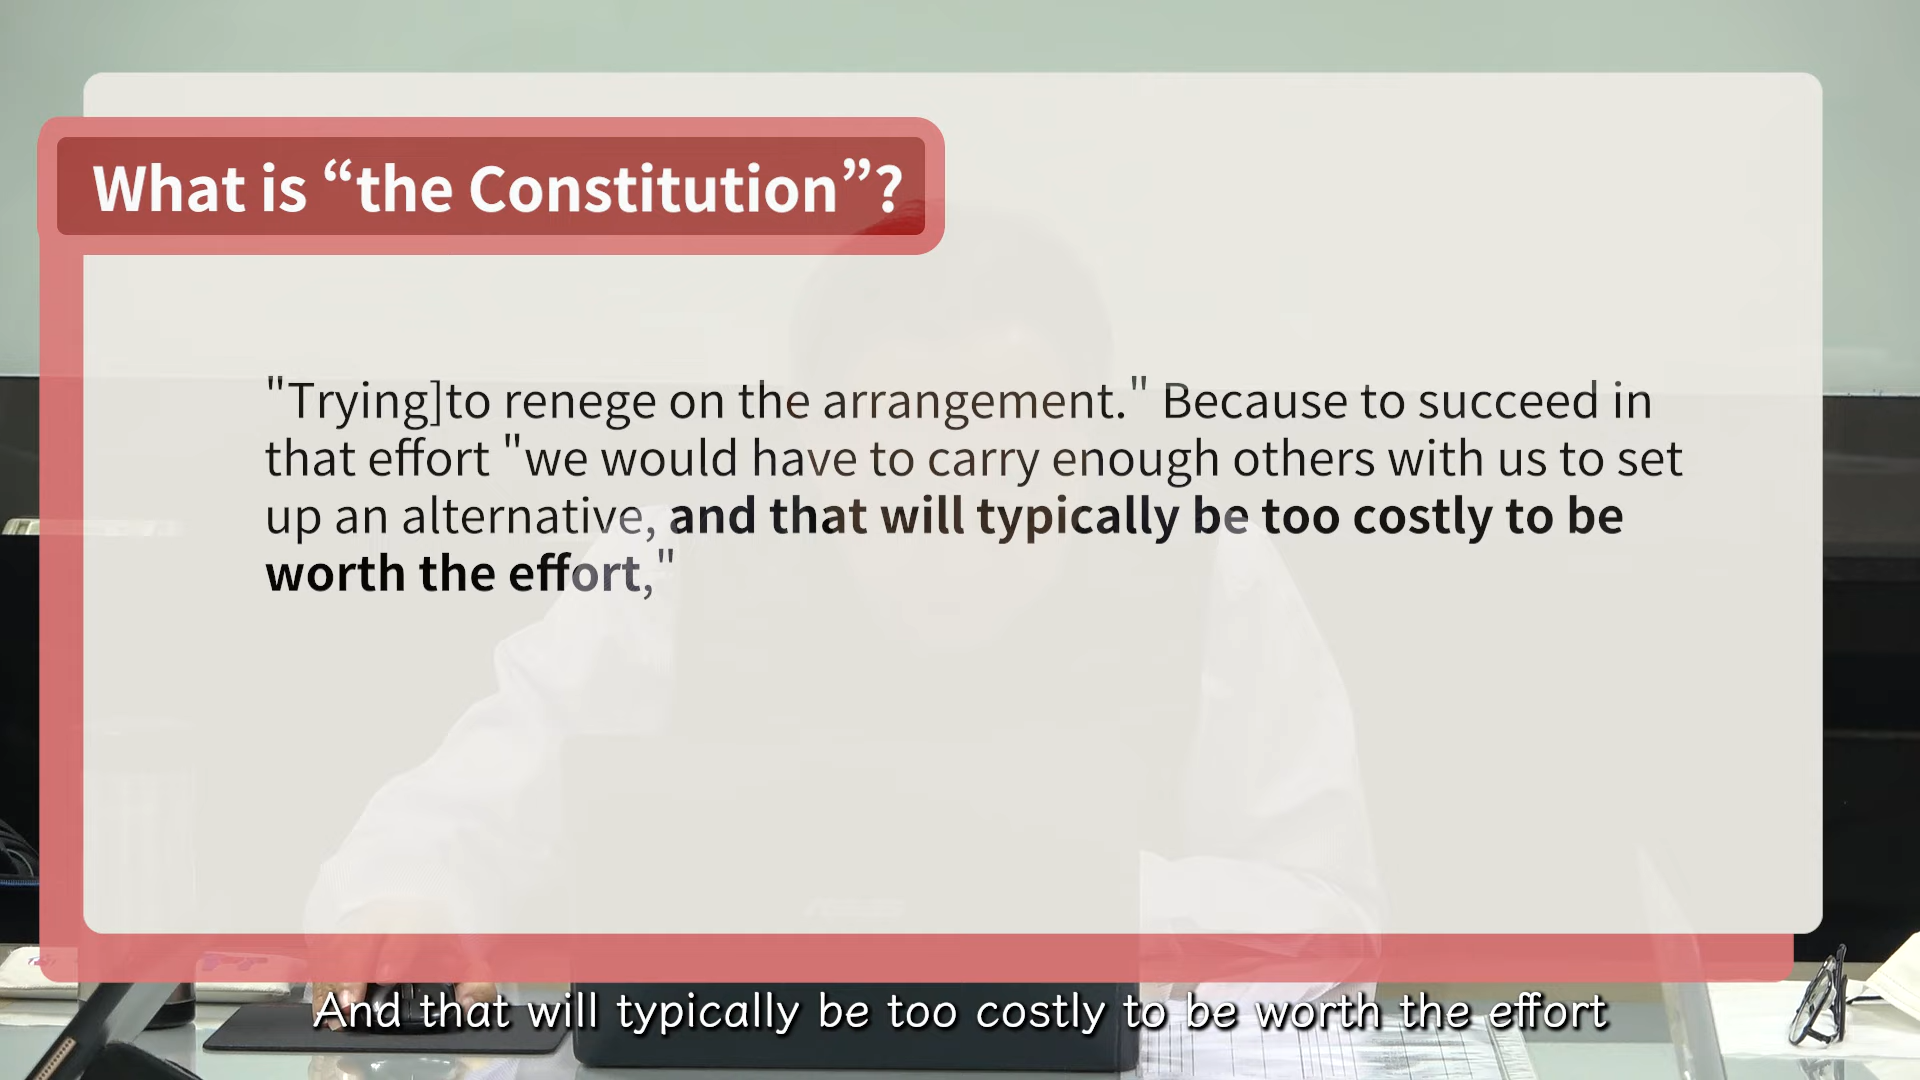 What is “the Constitution”?
"Trying]to renege on the arrangement." Because to succeed in
that effort "we would have to carry enough others with us to set
up an alternative, and that will typically be too costly to be
worth the effort,"
And that will typically be too costly to be worth the effort